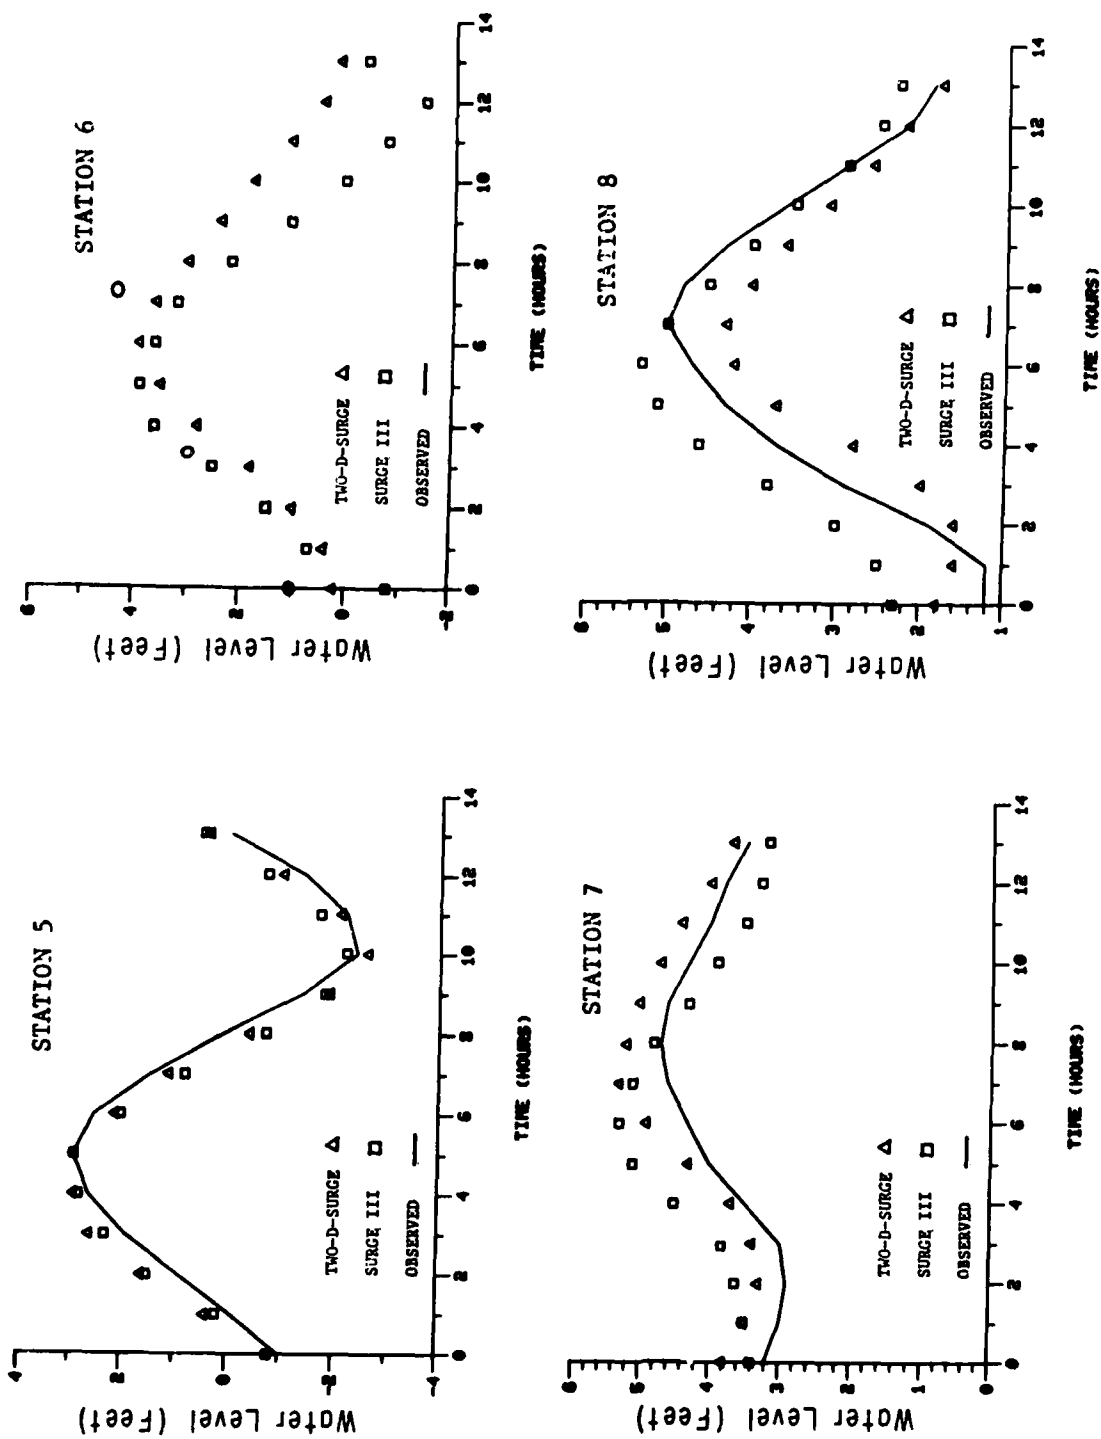 STATION 5
Water Level (Feet)
4
2
0
-2
-4
0 2 4 6 8 10 12 14
TIME (HOURS)
TWO-D-SURGE
SURGE III
OBSERVED
STATION 6
Water Level (Feet)
6
4
2
0
-2
0 2 4 6 8 10 12 14
TIME (HOURS)
TWO-D-SURGE
SURGE III
OBSERVED
STATION 7
Water Level (Feet)
6
5
4
3
2
1
0
0 2 4 6 8 10 12 14
TIME (HOURS)
TWO-D-SURGE
SURGE III
OBSERVED
STATION 8
Water Level (Feet)
6
5
4
3
2
1
0 2 4 6 8 10 12 14
TIME (HOURS)
TWO-D-SURGE
SURGE III
OBSERVED